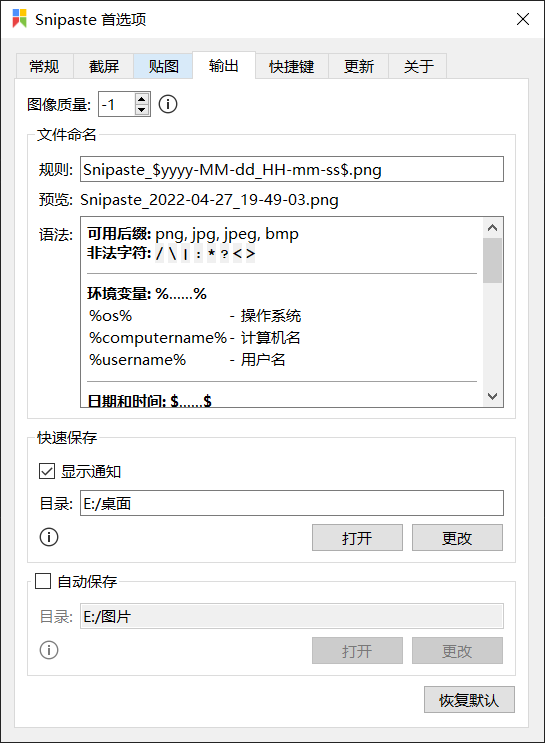 Snipaste 首选项
常规 截屏 贴图 输出 快捷键 更新 关于
图像质量: -1
文件命名
规则: Snipaste_$yyyy-MM-dd_HH-mm-ss$.png
预览: Snipaste_2022-04-27_19-49-03.png
语法: 可用后缀: png, jpg, jpeg, bmp
非法字符: / \ | : * ? < >
环境变量: %......%
%os% - 操作系统
%computername% - 计算机名
%username% - 用户名
日期和时间: $......$
快速保存
显示通知
目录: E:/桌面
打开 更改
自动保存
目录: E:/图片
打开 更改
恢复默认